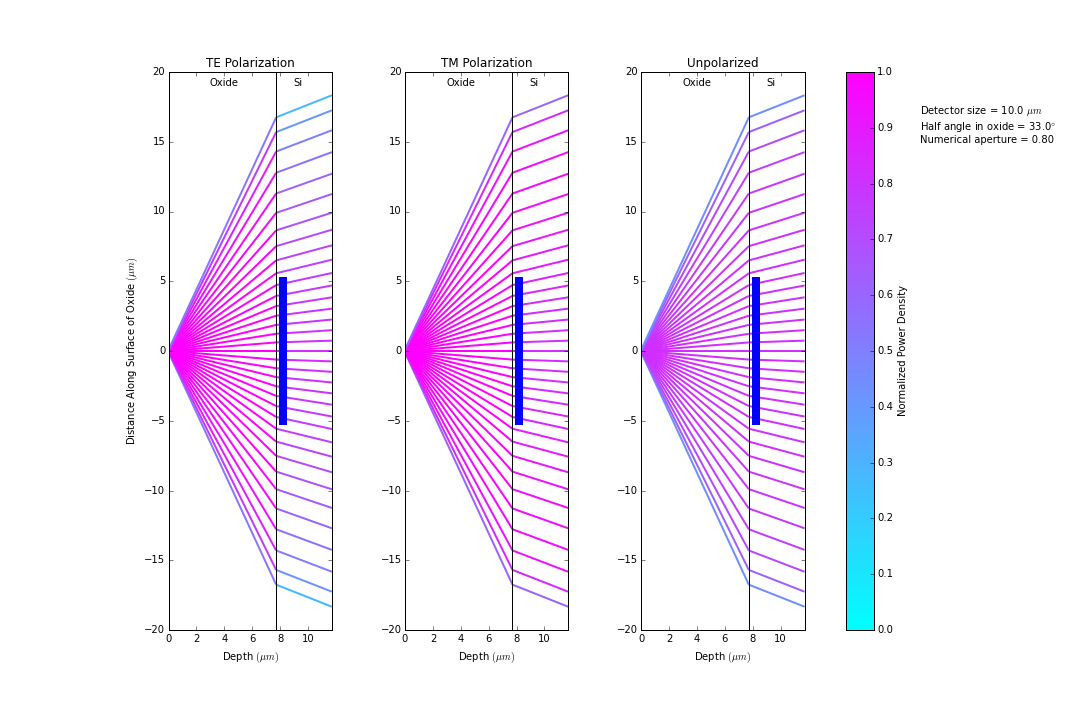 TE Polarization
TM Polarization
Unpolarized
Oxide Si
Oxide Si
Oxide Si
20
15
10
5
0
−5
−10
−15
−20
0 2 4 6 8 10
Depth (μm)
Distance Along Surface of Oxide (μm)
20
15
10
5
0
−5
−10
−15
−20
0 2 4 6 8 10
Depth (μm)
20
15
10
5
0
−5
−10
−15
−20
0 2 4 6 8 10
Depth (μm)
1.0
0.9
0.8
0.7
0.6
0.5
0.4
0.3
0.2
0.1
0.0
Normalized Power Density
Detector size = 10.0 μm
Half angle in oxide = 33.0°
Numerical aperture = 0.80